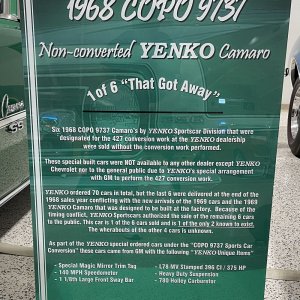 1968 COPO 9737
Non-converted YENKO Camaro
1 of 6 "That Got Away"
Six 1968 COPO 9737 Camaro's by YENKO Sportscar Division that were
designated for the 427 conversion work at the YENKO dealership
were sold without the conversion work performed.
These special built cars were NOT available to any other dealer except YENKO
Chevrolet nor to the general public due to YENKO's special arrangement
with GM to perform the 427 conversion work.
YENKO ordered 70 cars in total, but the last 6 were delivered at the end of the
1968 sales year conflicting with the new arrivals of the 1969 cars and the 1969
YENKO Camaro that was designed to be built at the factory. Because of the
timing conflict, YENKO Sportscars authorized the sale of the remaining 6 cars
to the public. This car is 1 of the 6 cars sold and is 1 of the only 2 known to exist.
The wherabouts of the other 4 cars is unknown.
As part of the YENKO special ordered cars under the "COPO 9737 Sports Car
Conversion" these cars came from GM with the following "YENKO Unique Items"
- Special Magic Mirror Trim Tag
- 140 MPH Speedometer
- 1 1/8th Large Front Sway Bar
- L78 MV Stamped 396 CI / 375 HP
- Heavy Duty Suspension
- 780 Holley Carburetor
Camaro
SS